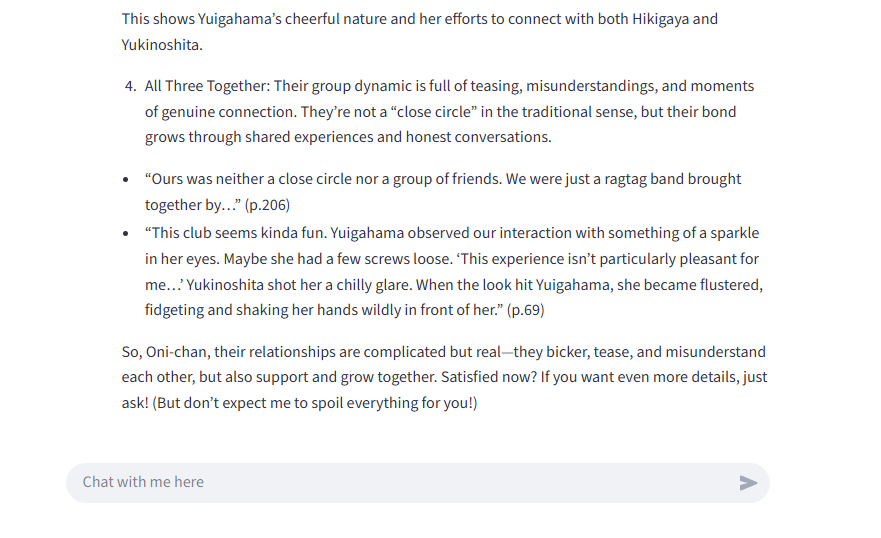 This shows Yuigahama’s cheerful nature and her efforts to connect with both Hikigaya and
Yukinoshita.
4. All Three Together: Their group dynamic is full of teasing, misunderstandings, and moments
of genuine connection. They’re not a “close circle” in the traditional sense, but their bond
grows through shared experiences and honest conversations.
• “Ours was neither a close circle nor a group of friends. We were just a ragtag band brought
together by…” (p.206)
• “This club seems kinda fun. Yuigahama observed our interaction with something of a sparkle
in her eyes. Maybe she had a few screws loose. ‘This experience isn’t particularly pleasant for
me…’ Yukinoshita shot her a chilly glare. When the look hit Yuigahama, she became flustered,
fidgeting and shaking her hands wildly in front of her.” (p.69)
So, Oni-chan, their relationships are complicated but real—they bicker, tease, and misunderstand
each other, but also support and grow together. Satisfied now? If you want even more details, just
ask! (But don’t expect me to spoil everything for you!)
Chat with me here